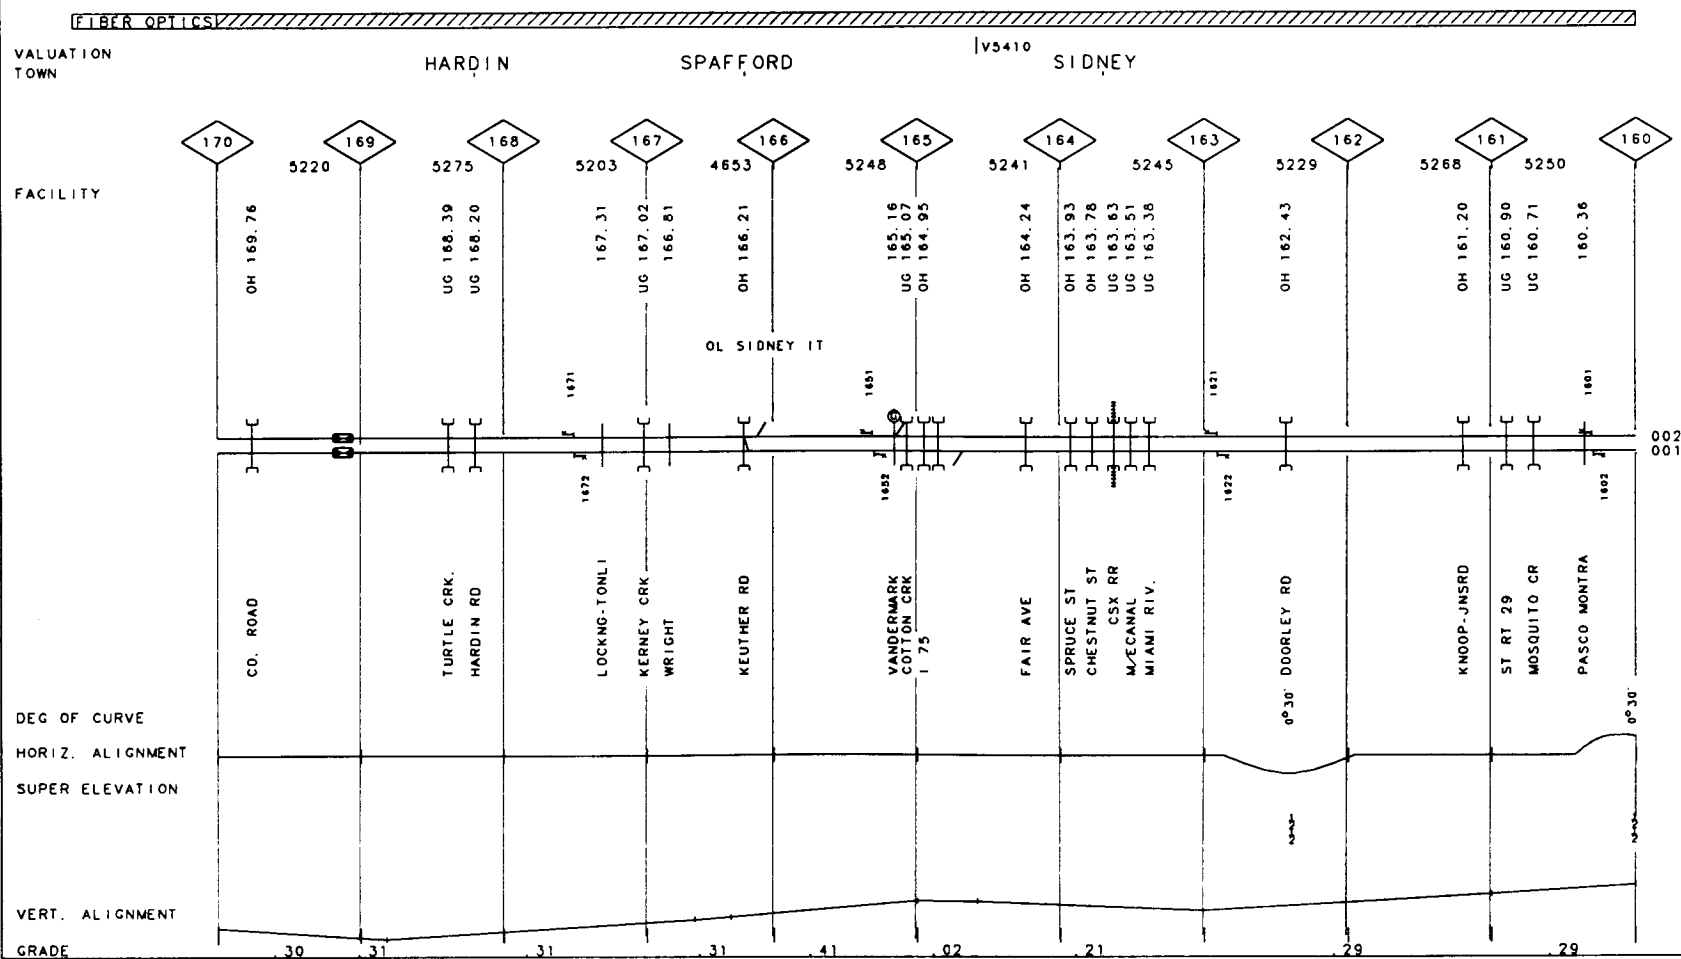 FIBER OPTICS
VALUATION
V5410
TOWN
HARDIN SPAFFORD SIDNEY
170 169 168 167 166 165 164 163 162 161 160
5220 5275 5203 4653 5248 5241 5245 5229 5268 5250
FACILITY
OH 169.76
UG 168.39
UG 168.20
167.31
UG 167.02
166.81
OH 166.21
165.16
UG 165.07
OH 164.95
OH 164.24
OH 163.93
OH 163.78
UG 163.63
UG 163.51
UG 163.38
OH 162.43
OH 161.20
UG 160.90
UG 160.71
160.36
OL SIDNEY IT
1671
1651
1621
1601
002
001
1672
1652
1622
1602
CO. ROAD
TURTLE CRK.
HARDIN RD
LOCKNG-TONLI
KERNEY CRK
WRIGHT
KEUTHER RD
VANDERMARK
COTTON CRK
I 75
FAIR AVE
SPRUCE ST
CHESTNUT ST
CSX RR
M/ECANAL
MIAMI RIV.
DOORLEY RD
KNOOP-JNSRD
ST RT 29
MOSQUITO CR
PASCO MONTRA
DEG OF CURVE
0°30'
0°30'
HORIZ. ALIGNMENT
SUPER ELEVATION
VERT. ALIGNMENT
GRADE .30 .31 .31 .31 .41 .02 .21 .29 .29